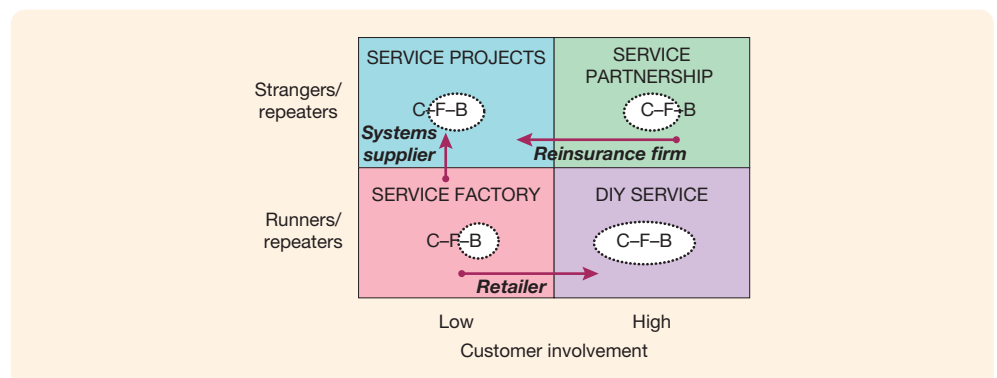 SERVICE PROJECTS
SERVICE
PARTNERSHIP
Strangers/
repeaters
C–F–B
C–F–B
Systems
supplier
Reinsurance firm
SERVICE FACTORY
DIY SERVICE
Runners/
repeaters
C–F–B
C–F–B
Retailer
Low
High
Customer involvement